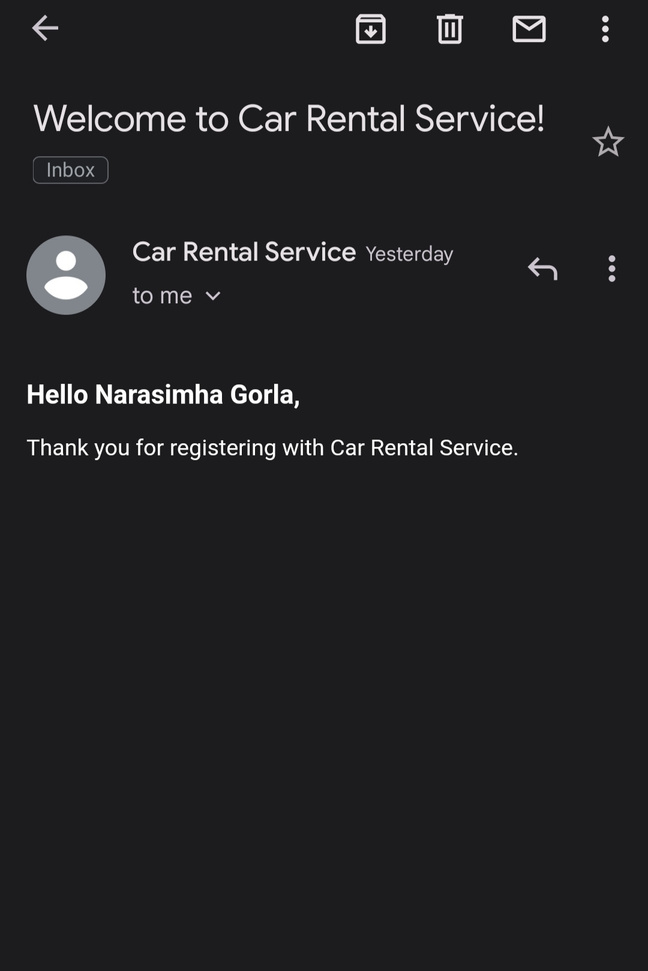 Welcome to Car Rental Service!
Inbox
Car Rental Service Yesterday
to me
Hello Narasimha Gorla,
Thank you for registering with Car Rental Service.